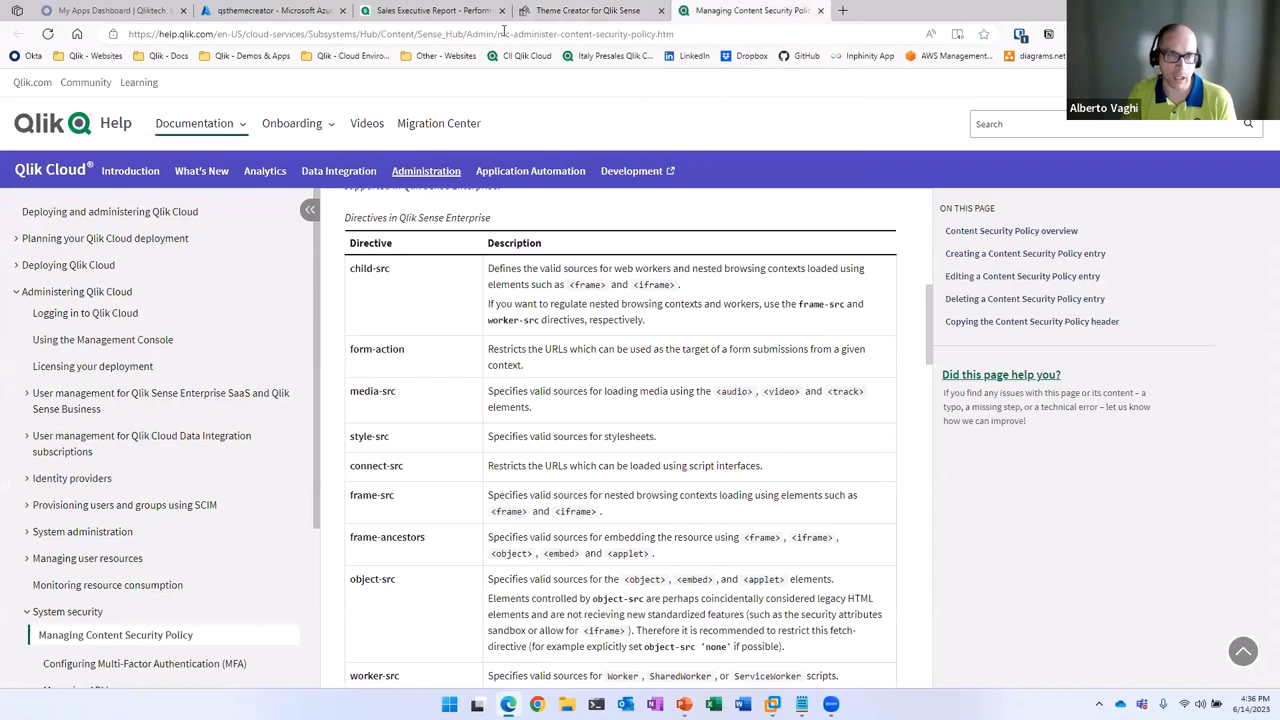 My Apps Dashboard | Qliktech, I
qsthemecreator - Microsoft Azur
Sales Executive Report - Perform
Theme Creator for Qlik Sense
Managing Content Security Polic
https://help.qlik.com/en-US/cloud-services/Subsystems/Hub/Content/Sense_Hub/Admin/mc-administer-content-security-policy.htm
Okta
Qlik - Websites
Qlik - Docs
Qlik - Demos & Apps
Qlik - Cloud Enviro...
Other - Websites
CII Qlik Cloud
Italy Presales Qlik C...
LinkedIn
Dropbox
GitHub
Inphinity App
AWS Management...
diagrams.net
Alberto Vaghi
Qlik.com
Community
Learning
Qlik Help
Documentation
Onboarding
Videos
Migration Center
Search
Qlik Cloud®
Introduction
What's New
Analytics
Data Integration
Administration
Application Automation
Development
Deploying and administering Qlik Cloud
Planning your Qlik Cloud deployment
Deploying Qlik Cloud
Administering Qlik Cloud
Logging in to Qlik Cloud
Using the Management Console
Licensing your deployment
User management for Qlik Sense Enterprise SaaS and Qlik
Sense Business
User management for Qlik Cloud Data Integration
subscriptions
Identity providers
Provisioning users and groups using SCIM
System administration
Managing user resources
Monitoring resource consumption
System security
Managing Content Security Policy
Configuring Multi-Factor Authentication (MFA)
supported in Qlik Sense Enterprise.
Directives in Qlik Sense Enterprise
Directive
Description
child-src
Defines the valid sources for web workers and nested browsing contexts loaded using
elements such as <frame> and <iframe>.
If you want to regulate nested browsing contexts and workers, use the frame-src and
worker-src directives, respectively.
form-action
Restricts the URLs which can be used as the target of a form submissions from a given
context.
media-src
Specifies valid sources for loading media using the <audio>, <video> and <track>
elements.
style-src
Specifies valid sources for stylesheets.
connect-src
Restricts the URLs which can be loaded using script interfaces.
frame-src
Specifies valid sources for nested browsing contexts loading using elements such as
<frame> and <iframe>.
frame-ancestors
Specifies valid sources for embedding the resource using <frame>, <iframe>,
<object>, <embed> and <applet>.
object-src
Specifies valid sources for the <object>, <embed>, and <applet> elements.
Elements controlled by object-src are perhaps coincidentally considered legacy HTML
elements and are not recieving new standardized features (such as the security attributes
sandbox or allow for <iframe>). Therefore it is recommended to restrict this fetch-
directive (for example explicitly set object-src 'none' if possible).
worker-src
Specifies valid sources for Worker, SharedWorker, or ServiceWorker scripts.
ON THIS PAGE
Content Security Policy overview
Creating a Content Security Policy entry
Editing a Content Security Policy entry
Deleting a Content Security Policy entry
Copying the Content Security Policy header
Did this page help you?
If you find any issues with this page or its content – a
typo, a missing step, or a technical error – let us know
how we can improve!
4:36 PM
6/14/2023